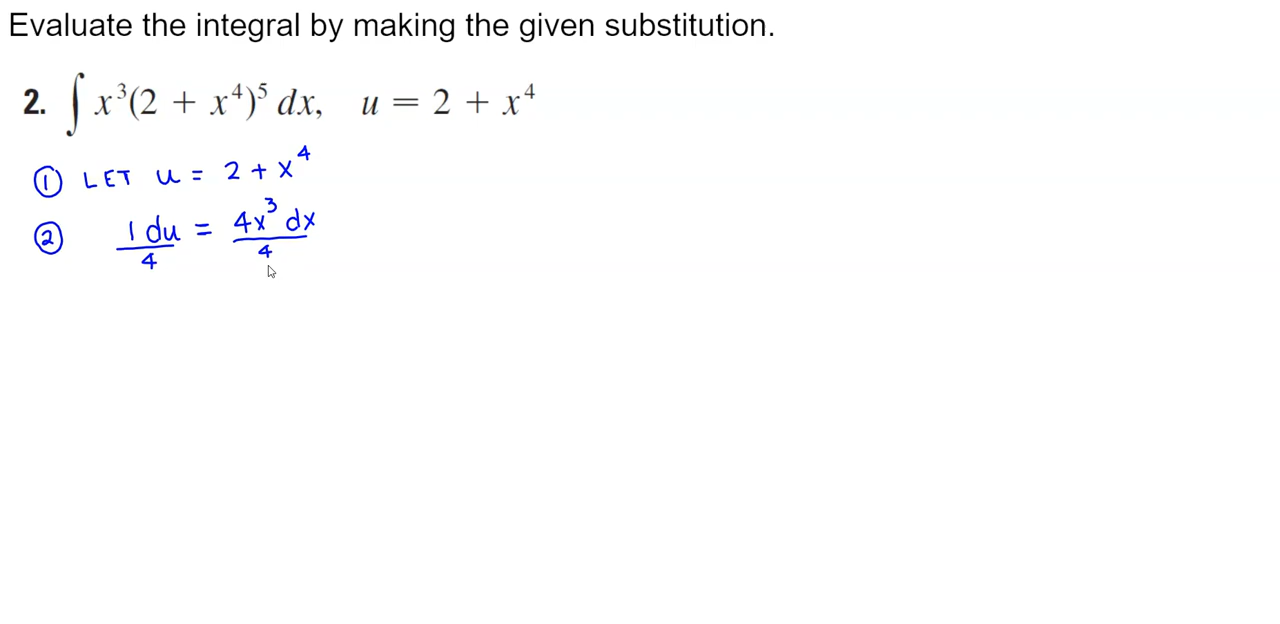 Evaluate the integral by making the given substitution.
2. ∫ x³(2 + x⁴)⁵ dx, u = 2 + x⁴
① LET u = 2 + x⁴
② 1 du / 4 = 4x³ dx / 4